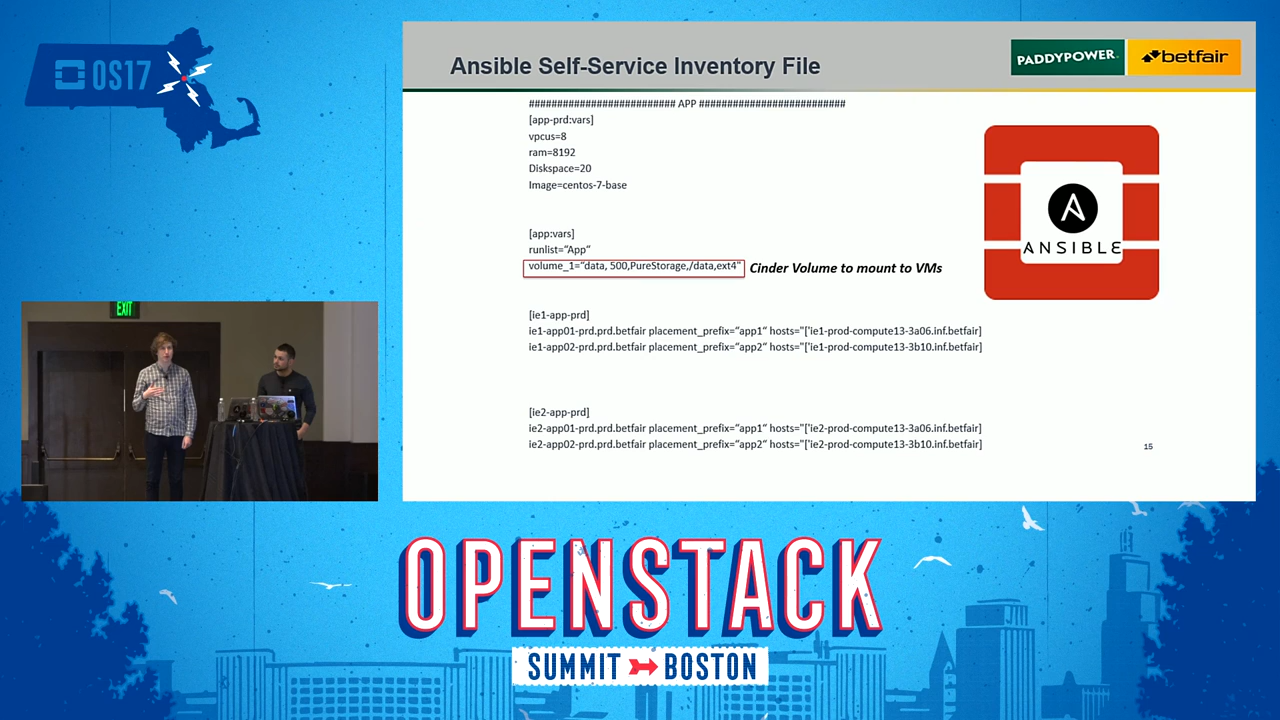 OS17
Ansible Self-Service Inventory File
PADDYPOWER.
betfair
########################## APP ##########################
[app-prd:vars]
vpcus=8
ram=8192
Diskspace=20
Image=centos-7-base
[app:vars]
runlist="App"
volume_1="data, 500,PureStorage,/data,ext4"
Cinder Volume to mount to VMs
ANSIBLE
[ie1-app-prd]
ie1-app01-prd.prd.betfair placement_prefix="app1" hosts="['ie1-prod-compute13-3a06.inf.betfair]
ie1-app02-prd.prd.betfair placement_prefix="app2" hosts="['ie1-prod-compute13-3b10.inf.betfair]
[ie2-app-prd]
ie2-app01-prd.prd.betfair placement_prefix="app1" hosts="['ie2-prod-compute13-3a06.inf.betfair]
ie2-app02-prd.prd.betfair placement_prefix="app2" hosts="['ie2-prod-compute13-3b10.inf.betfair]
15
EXIT
OPENSTACK
SUMMIT BOSTON